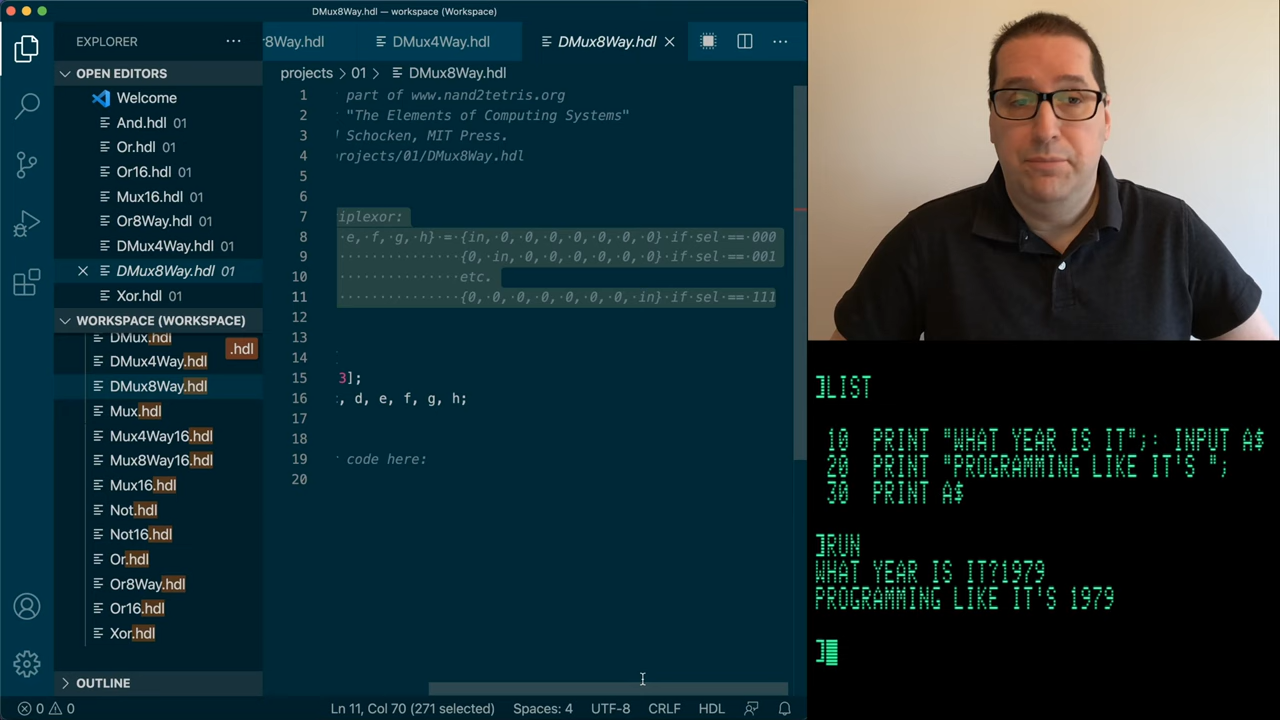 DMux8Way.hdl — workspace (Workspace)
EXPLORER
OPEN EDITORS
Welcome
And.hdl 01
Or.hdl 01
Or16.hdl 01
Mux16.hdl 01
Or8Way.hdl 01
DMux4Way.hdl 01
DMux8Way.hdl 01
Xor.hdl 01
WORKSPACE (WORKSPACE)
.hdl
DMux.hdl
DMux4Way.hdl
DMux8Way.hdl
Mux.hdl
Mux4Way16.hdl
Mux8Way16.hdl
Mux16.hdl
Not.hdl
Not16.hdl
Or.hdl
Or8Way.hdl
Or16.hdl
Xor.hdl
OUTLINE
r8Way.hdl DMux4Way.hdl DMux8Way.hdl
projects > 01 > DMux8Way.hdl
1 part of www.nand2tetris.org
2 "The Elements of Computing Systems"
3 Schocken, MIT Press.
4 rojects/01/DMux8Way.hdl
5
6
7 iplexor:
8 e,·f,·g,·h}·=·{in,·0,·0,·0,·0,·0,·0,·0}·if·sel·==·000
9 ···············{0,·in,·0,·0,·0,·0,·0,·0}·if·sel·==·001
10 ···············etc.
11 ···············{0,·0,·0,·0,·0,·0,·0,·in}·if·sel·==·111
12
13
14
15 3];
16 , d, e, f, g, h;
17
18
19 code here:
20
0 0 Ln 11, Col 70 (271 selected) Spaces: 4 UTF-8 CRLF HDL
]LIST
10 PRINT "WHAT YEAR IS IT";: INPUT A$
20 PRINT "PROGRAMMING LIKE IT'S ";
30 PRINT A$
]RUN
WHAT YEAR IS IT?1979
PROGRAMMING LIKE IT'S 1979
]